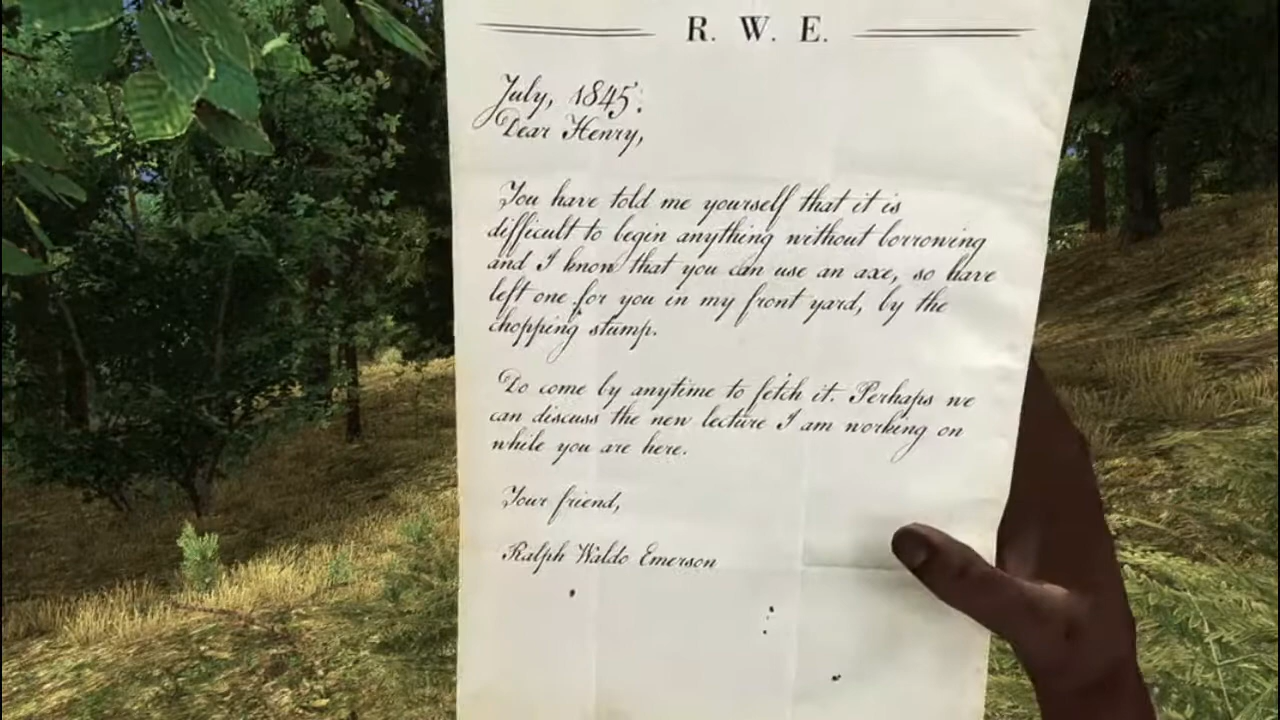 R. W. E.
July, 1845.
Dear Henry,
You have told me yourself that it is
difficult to begin anything without borrowing
and I know that you can use an axe, so have
left one for you in my front yard, by the
chopping stump.
Do come by anytime to fetch it. Perhaps we
can discuss the new lecture I am working on
while you are here.
Your friend,
Ralph Waldo Emerson